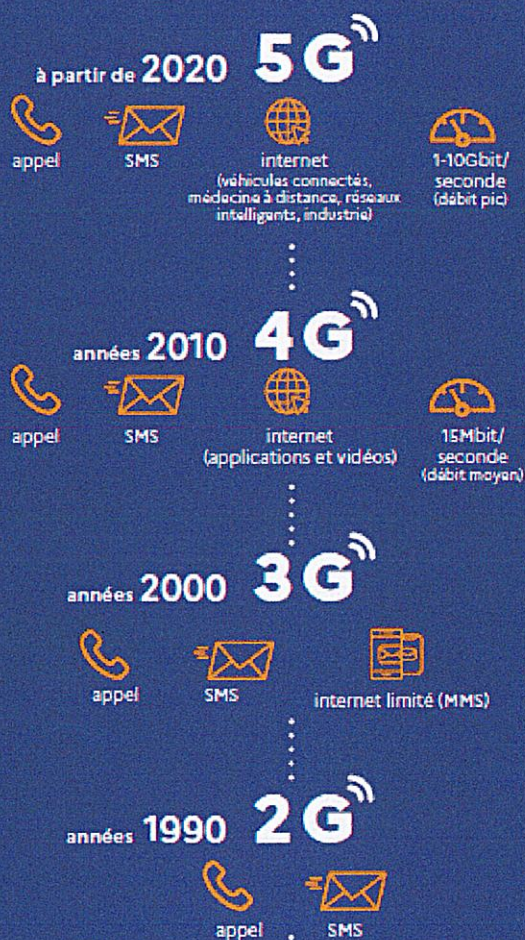 à partir de 2020 5G
appel
SMS
internet
(véhicules connectés,
médecine à distance, réseaux
intelligents, industrie)
1-10Gbit/
seconde
(débit pic)
années 2010 4G
appel
SMS
internet
(applications et vidéos)
15Mbit/
seconde
(débit moyen)
années 2000 3G
appel
SMS
internet limité (MMS)
années 1990 2G
appel
SMS